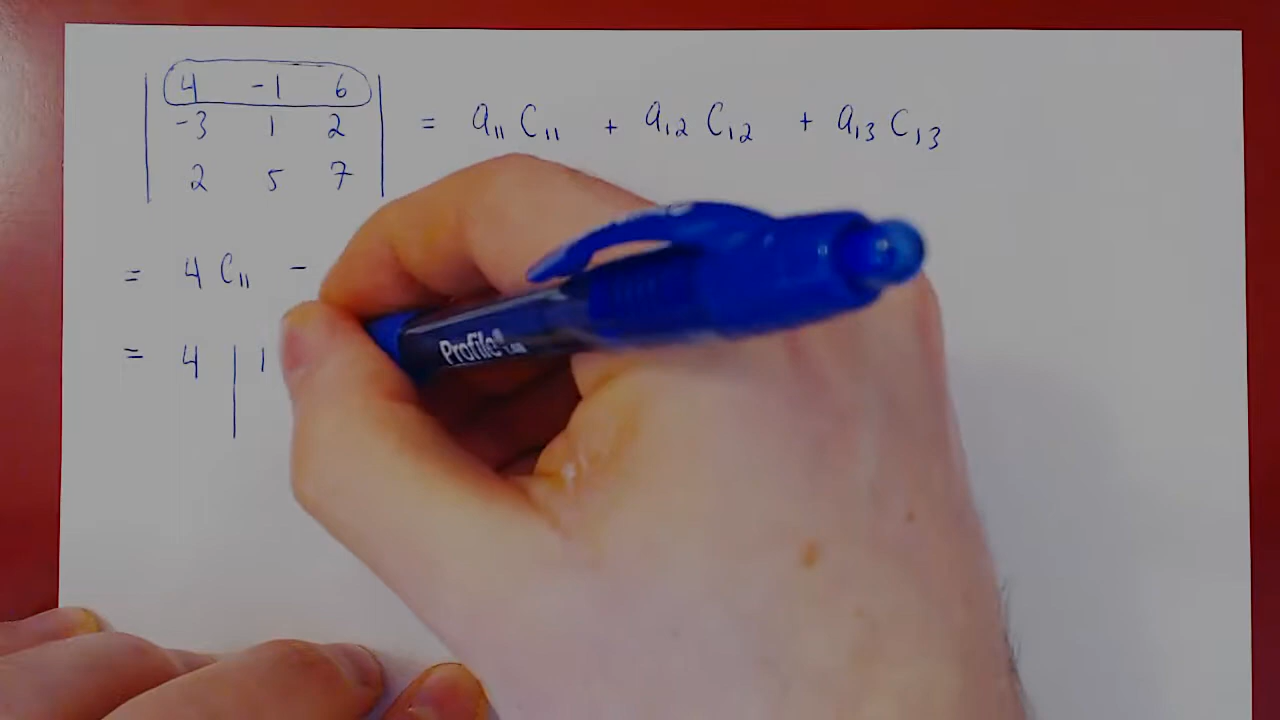 | 4 -1 6 |
| -3 1 2 | = a₁₁ C₁₁ + a₁₂ C₁₂ + a₁₃ C₁₃
| 2 5 7 |
= 4 C₁₁ -
Profile
= 4 | 1